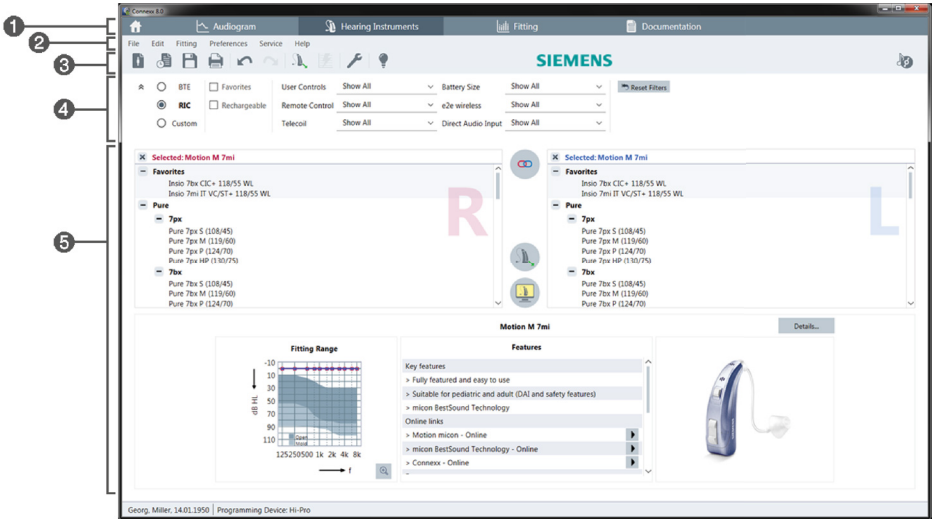 Connexx 8.0
1
Audiogram
Hearing Instruments
Fitting
Documentation
2
File Edit Fitting Preferences Service Help
3
SIEMENS
4
BTE
Favorites
User Controls Show All
Battery Size Show All
Reset Filters
RIC
Rechargeable
Remote Control Show All
e2e wireless Show All
Custom
Telecoil Show All
Direct Audio Input Show All
5
Selected: Motion M 7mi
Favorites
Insio 7bx CIC+ 118/55 WL
Insio 7mi IT VC/ST+ 118/55 WL
Pure
7px
Pure 7px S (108/45)
Pure 7px M (119/60)
Pure 7px P (124/70)
Pure 7px HP (130/75)
7bx
Pure 7bx S (108/45)
Pure 7bx M (119/60)
Pure 7bx P (124/70)
R
Selected: Motion M 7mi
Favorites
Insio 7bx CIC+ 118/55 WL
Insio 7mi IT VC/ST+ 118/55 WL
Pure
7px
Pure 7px S (108/45)
Pure 7px M (119/60)
Pure 7px P (124/70)
Pure 7px HP (130/75)
7bx
Pure 7bx S (108/45)
Pure 7bx M (119/60)
Pure 7bx P (124/70)
L
Motion M 7mi
Details...
Fitting Range
-10
10
30
50
70
90
110
dB HL
Open
Mold
125 250 500 1k 2k 4k 8k
f
Features
Key features
> Fully featured and easy to use
> Suitable for pediatric and adult (DAI and safety features)
> micon BestSound Technology
Online links
> Motion micon - Online
> micon BestSound Technology - Online
> Connexx - Online
Georg, Miller, 14.01.1950 Programming Device: Hi-Pro